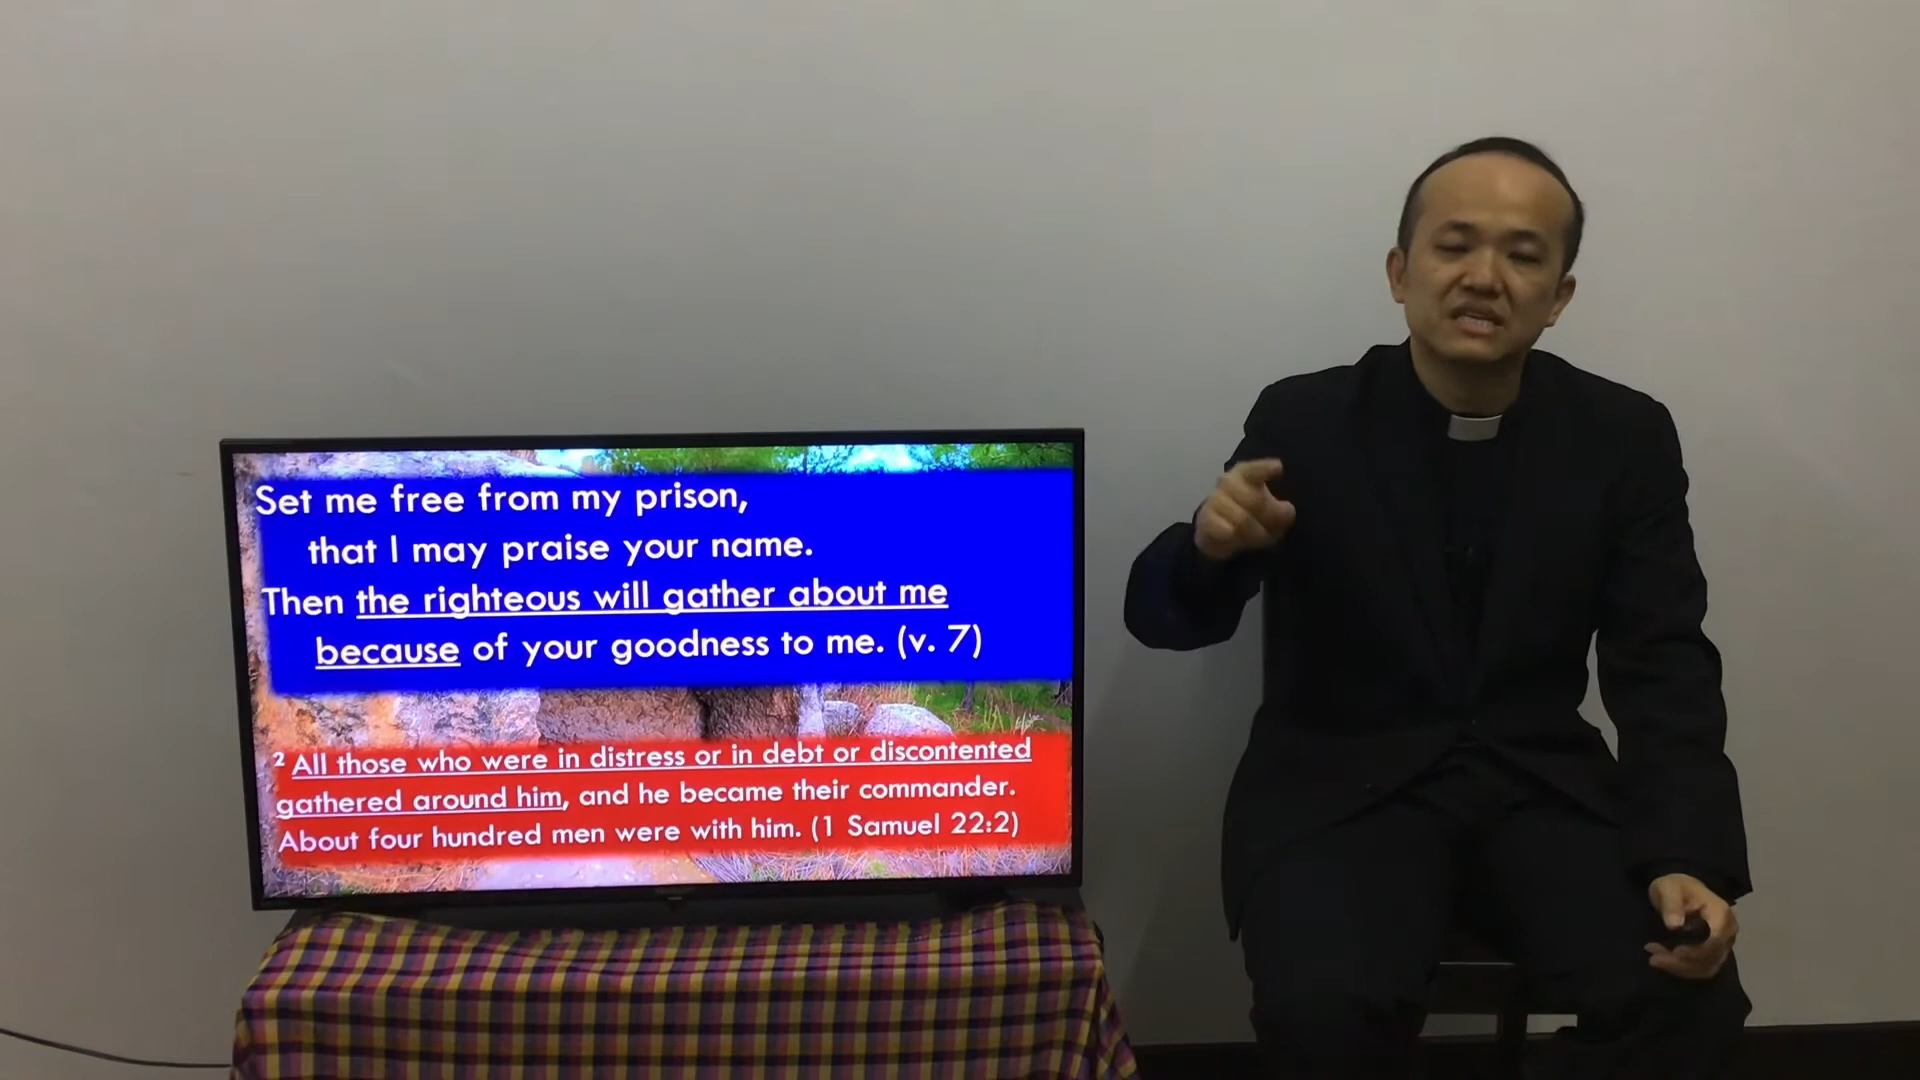 Set me free from my prison,
that I may praise your name.
Then the righteous will gather about me
because of your goodness to me. (v. 7)
2 All those who were in distress or in debt or discontented
gathered around him, and he became their commander.
About four hundred men were with him. (1 Samuel 22:2)